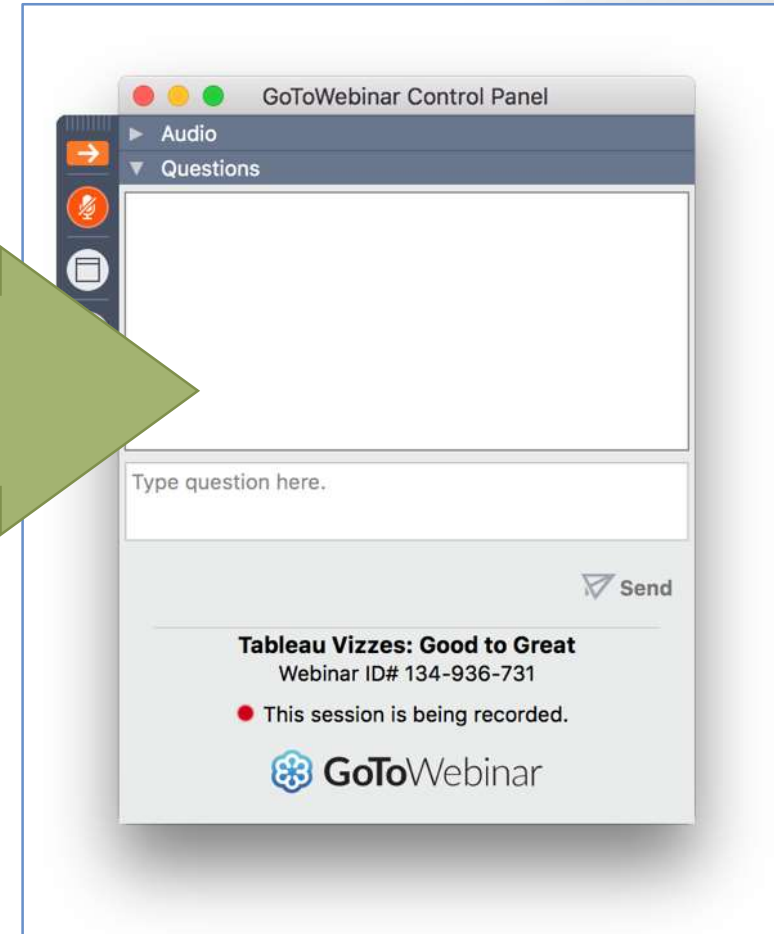 GoToWebinar Control Panel
Audio
Questions
Type question here.
Send
Tableau Vizzes: Good to Great
Webinar ID# 134-936-731
This session is being recorded.
GoToWebinar